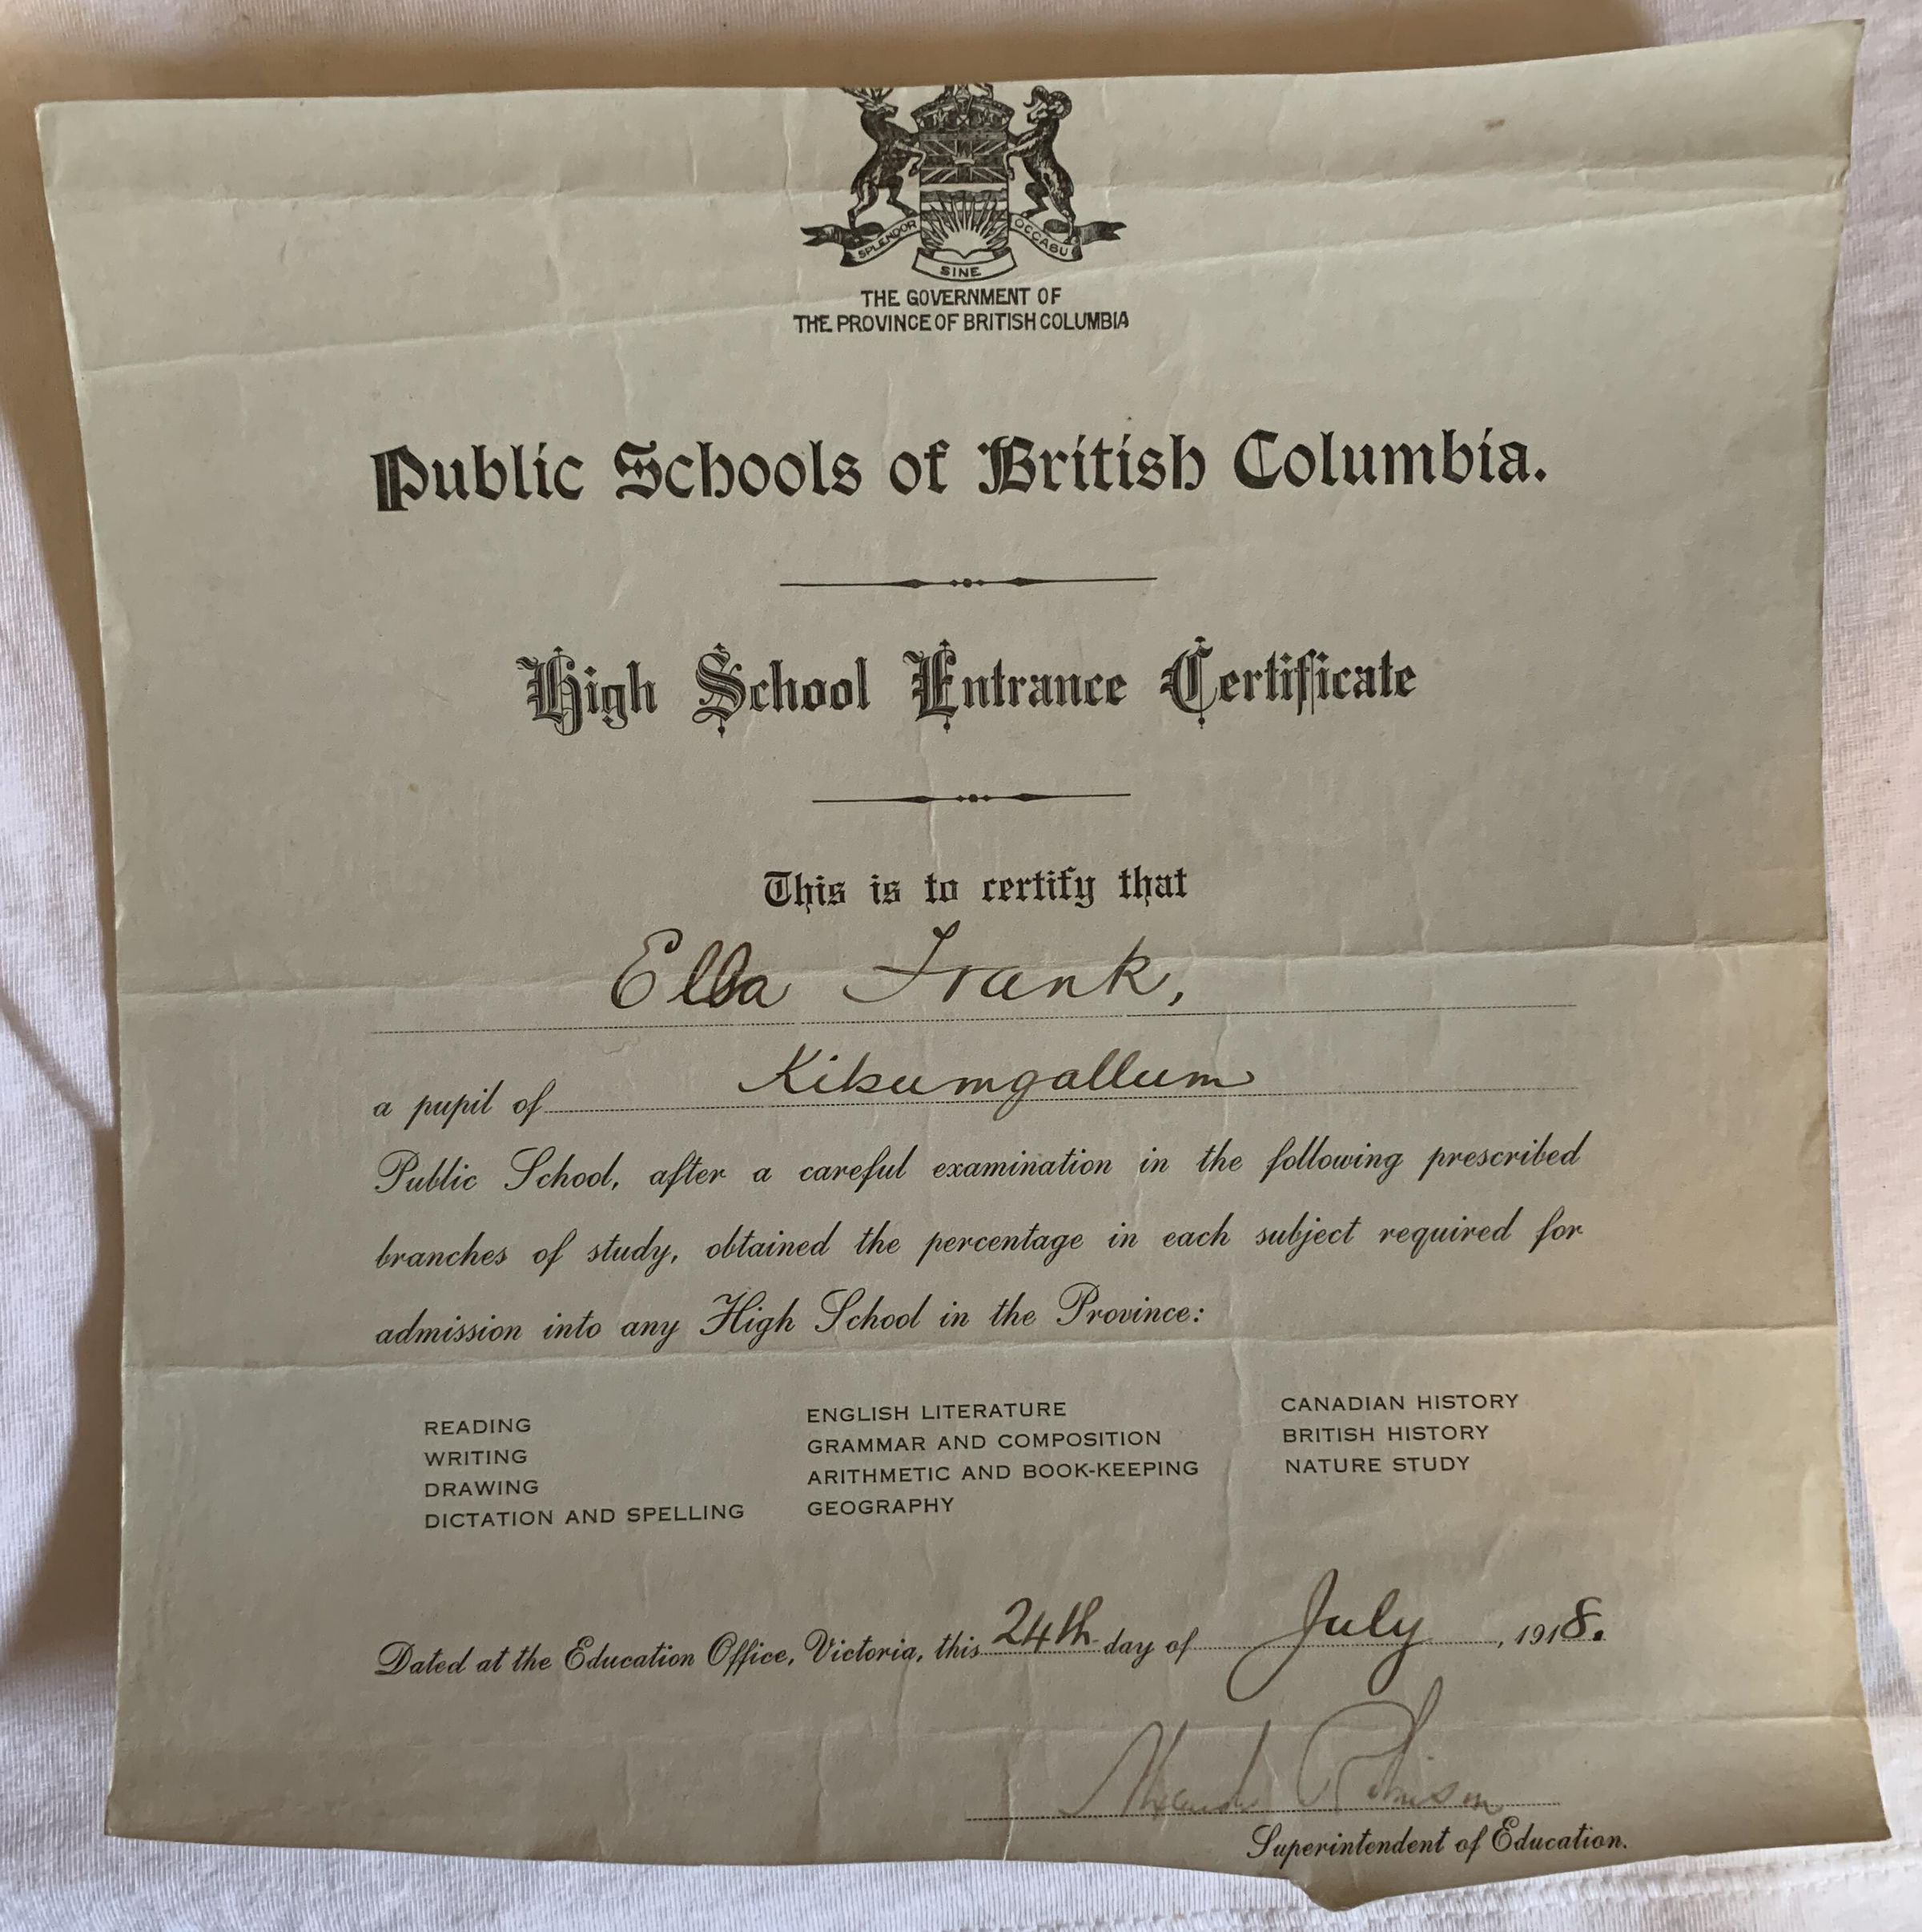 SPLENDOR SINE OCCASU
THE GOVERNMENT OF
THE PROVINCE OF BRITISH COLUMBIA
Public Schools of British Columbia.
High School Entrance Certificate
This is to certify that
Ella Frank,
a pupil of Kitsumgallum
Public School, after a careful examination in the following prescribed
branches of study, obtained the percentage in each subject required for
admission into any High School in the Province:
READING
WRITING
DRAWING
DICTATION AND SPELLING
ENGLISH LITERATURE
GRAMMAR AND COMPOSITION
ARITHMETIC AND BOOK-KEEPING
GEOGRAPHY
CANADIAN HISTORY
BRITISH HISTORY
NATURE STUDY
Dated at the Education Office, Victoria, this 24th day of July, 1918.
Alexander Robinson
Superintendent of Education.